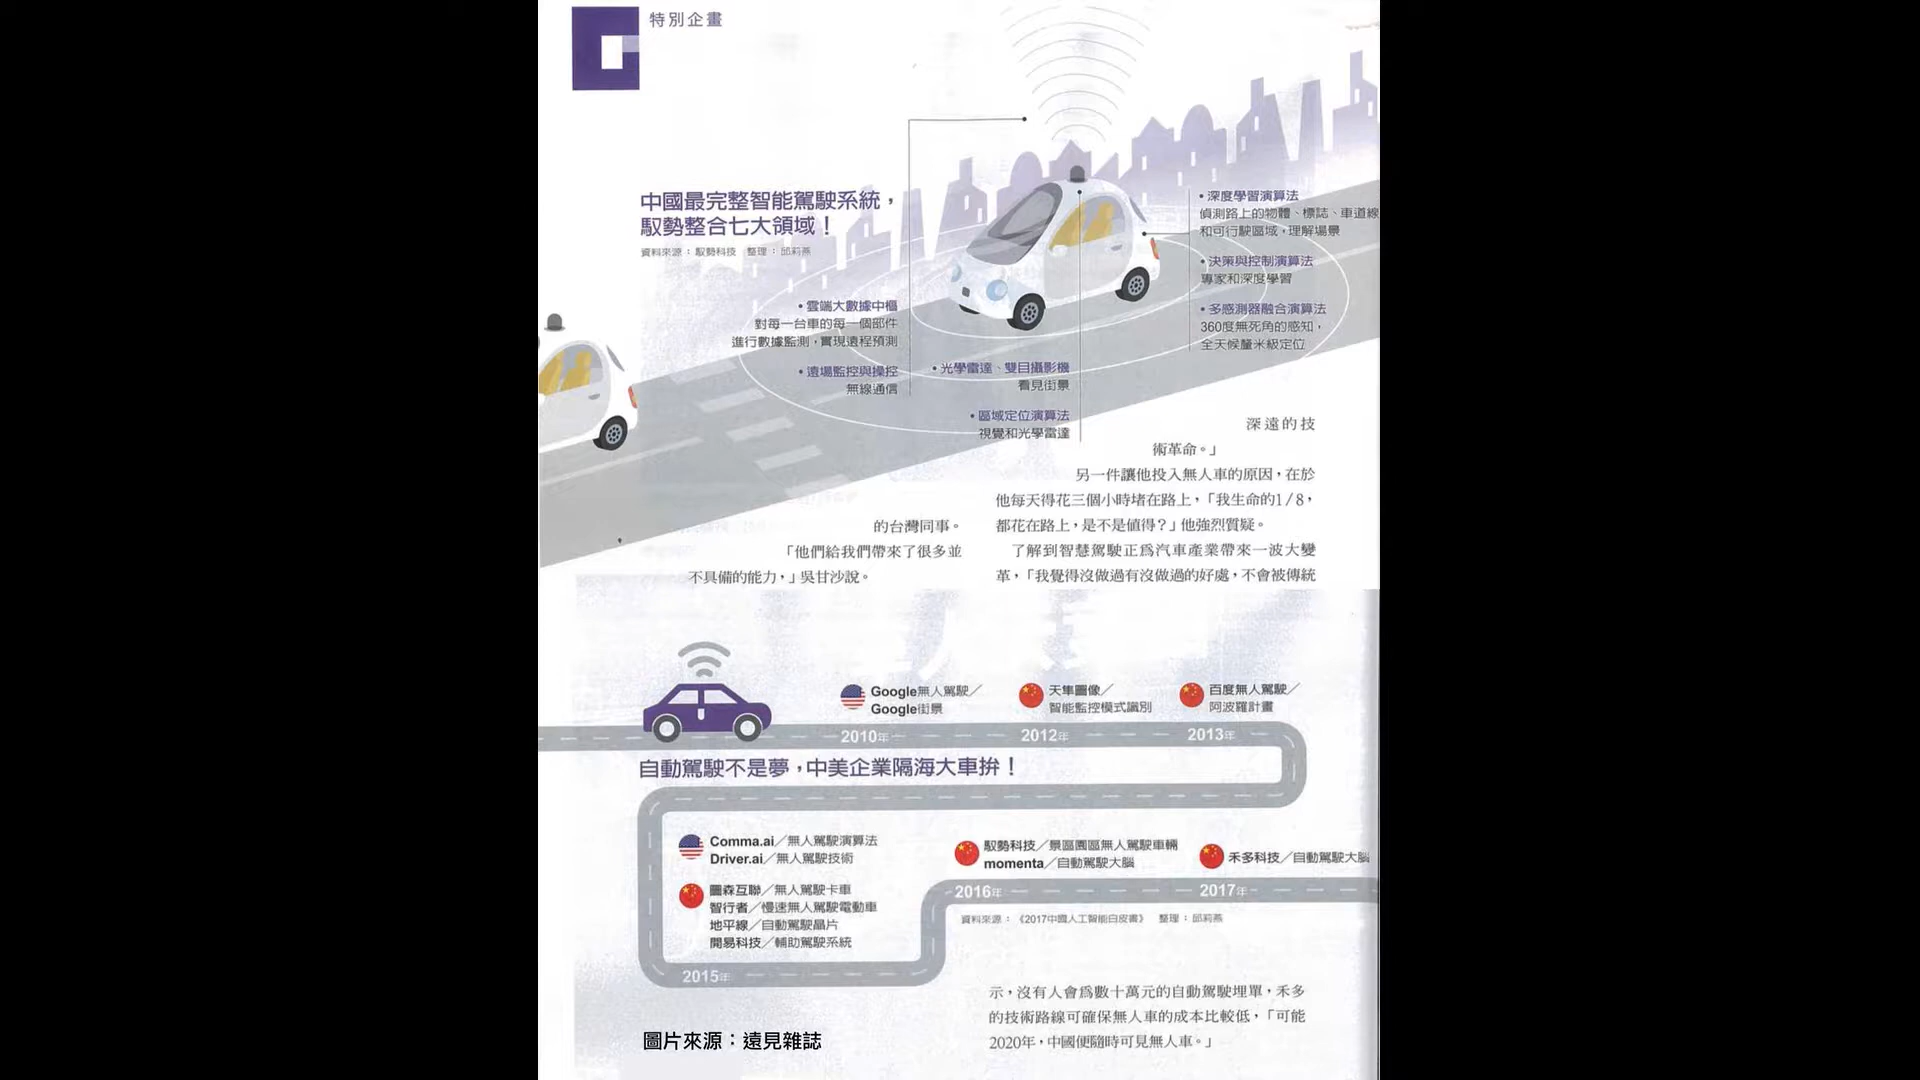 特別企畫
中國最完整智能駕駛系統，
馭勢整合七大領域！
資料來源：馭勢科技　整理：邱莉燕
•雲端大數據中樞
對每一台車的每一個部件
進行數據監測，實現遠程預測
•遠場監控與操控
無線通信
•光學雷達、雙目攝影機
看見街景
•區域定位演算法
視覺和光學雷達
•深度學習演算法
偵測路上的物體、標誌、車道線
和可行駛區域，理解場景
•決策與控制演算法
專家和深度學習
•多感測器融合演算法
360度無死角的感知，
全天候釐米級定位
的台灣同事。
「他們給我們帶來了很多並
不具備的能力，」吳甘沙說。
深遠的技
術革命。」
另一件讓他投入無人車的原因，在於
他每天得花三個小時堵在路上，「我生命的1/8，
都花在路上，是不是值得？」他強烈質疑。
了解到智慧駕駛正為汽車產業帶來一波大變
革，「我覺得沒做過有沒做過的好處，不會被傳統
Google無人駕駛／
Google街景
2010年
天隼圖像／
智能監控模式識別
2012年
百度無人駕駛／
阿波羅計畫
2013年
自動駕駛不是夢，中美企業隔海大車拚！
Comma.ai／無人駕駛演算法
Driver.ai／無人駕駛技術
圖森互聯／無人駕駛卡車
智行者／慢速無人駕駛電動車
地平線／自動駕駛晶片
開易科技／輔助駕駛系統
2015年
馭勢科技／景區園區無人駕駛車輛
momenta／自動駕駛大腦
2016年
禾多科技／自動駕駛大腦
2017年
資料來源：《2017中國人工智能白皮書》　整理：邱莉燕
示，沒有人會為數十萬元的自動駕駛埋單，禾多
的技術路線可確保無人車的成本比較低，「可能
2020年，中國便隨時可見無人車。」
圖片來源：遠見雜誌